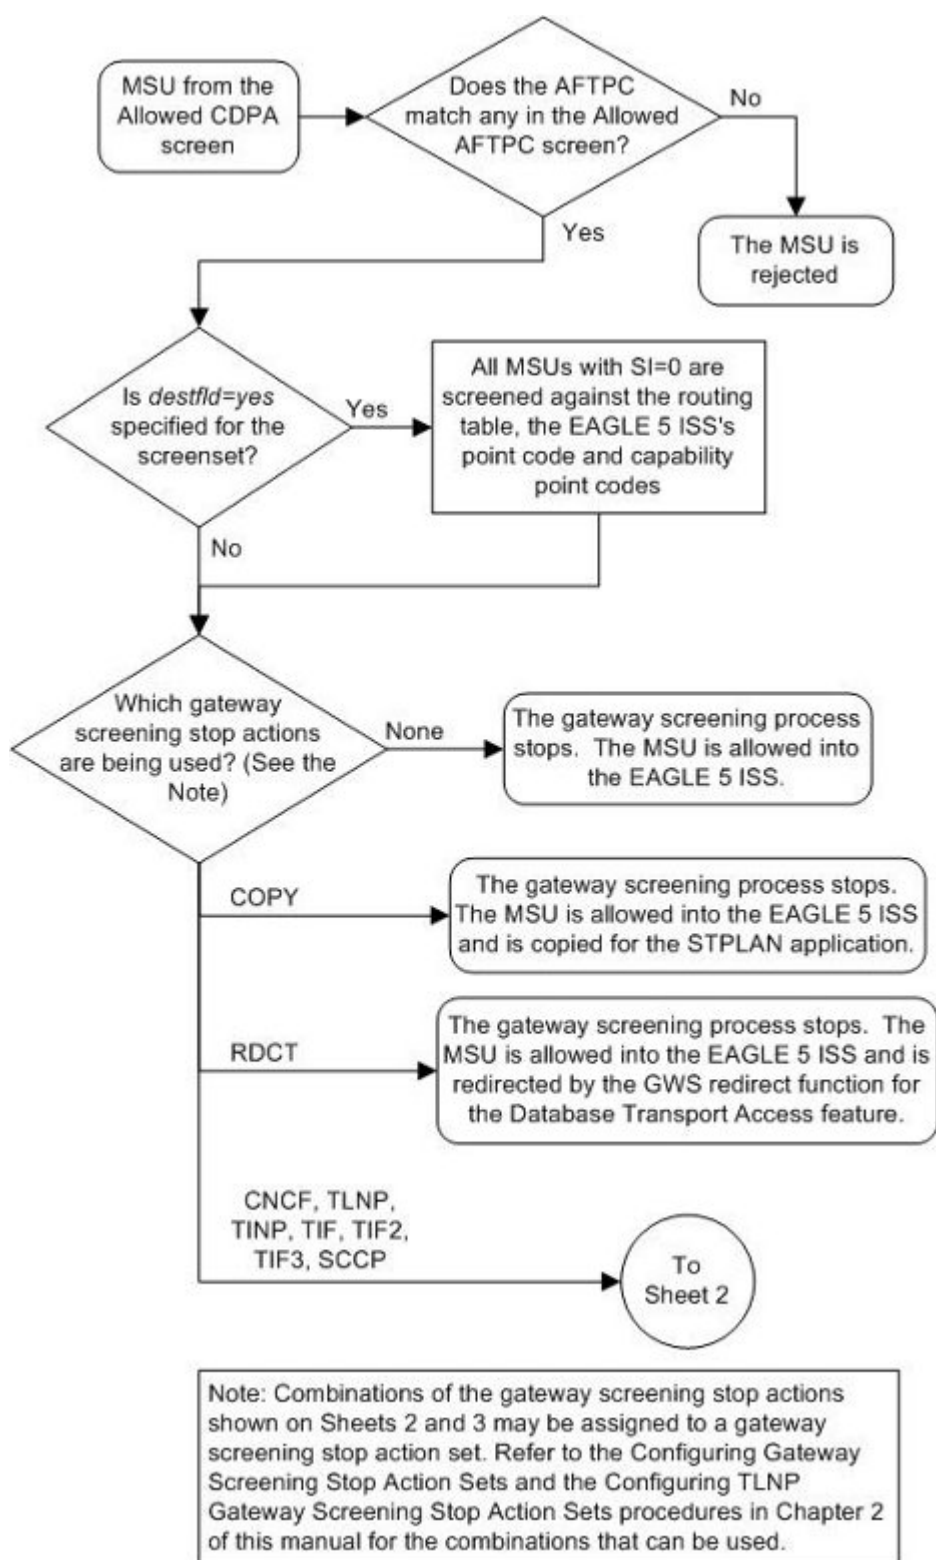 MSU from the
Allowed CDPA
screen
Does the AFTPC
match any in the Allowed
AFTPC screen?
No
Yes
The MSU is
rejected
Is destfld=yes
specified for the
screenset?
Yes
All MSUs with SI=0 are
screened against the routing
table, the EAGLE 5 ISS's
point code and capability
point codes
No
Which gateway
screening stop actions
are being used? (See the
Note)
None
The gateway screening process
stops.  The MSU is allowed into
the EAGLE 5 ISS.
COPY
The gateway screening process stops.
The MSU is allowed into the EAGLE 5 ISS
and is copied for the STPLAN application.
RDCT
The gateway screening process stops.  The
MSU is allowed into the EAGLE 5 ISS and is
redirected by the GWS redirect function for
the Database Transport Access feature.
CNCF, TLNP,
TINP, TIF, TIF2,
TIF3, SCCP
To
Sheet 2
Note: Combinations of the gateway screening stop actions
shown on Sheets 2 and 3 may be assigned to a gateway
screening stop action set. Refer to the Configuring Gateway
Screening Stop Action Sets and the Configuring TLNP
Gateway Screening Stop Action Sets procedures in Chapter 2
of this manual for the combinations that can be used.